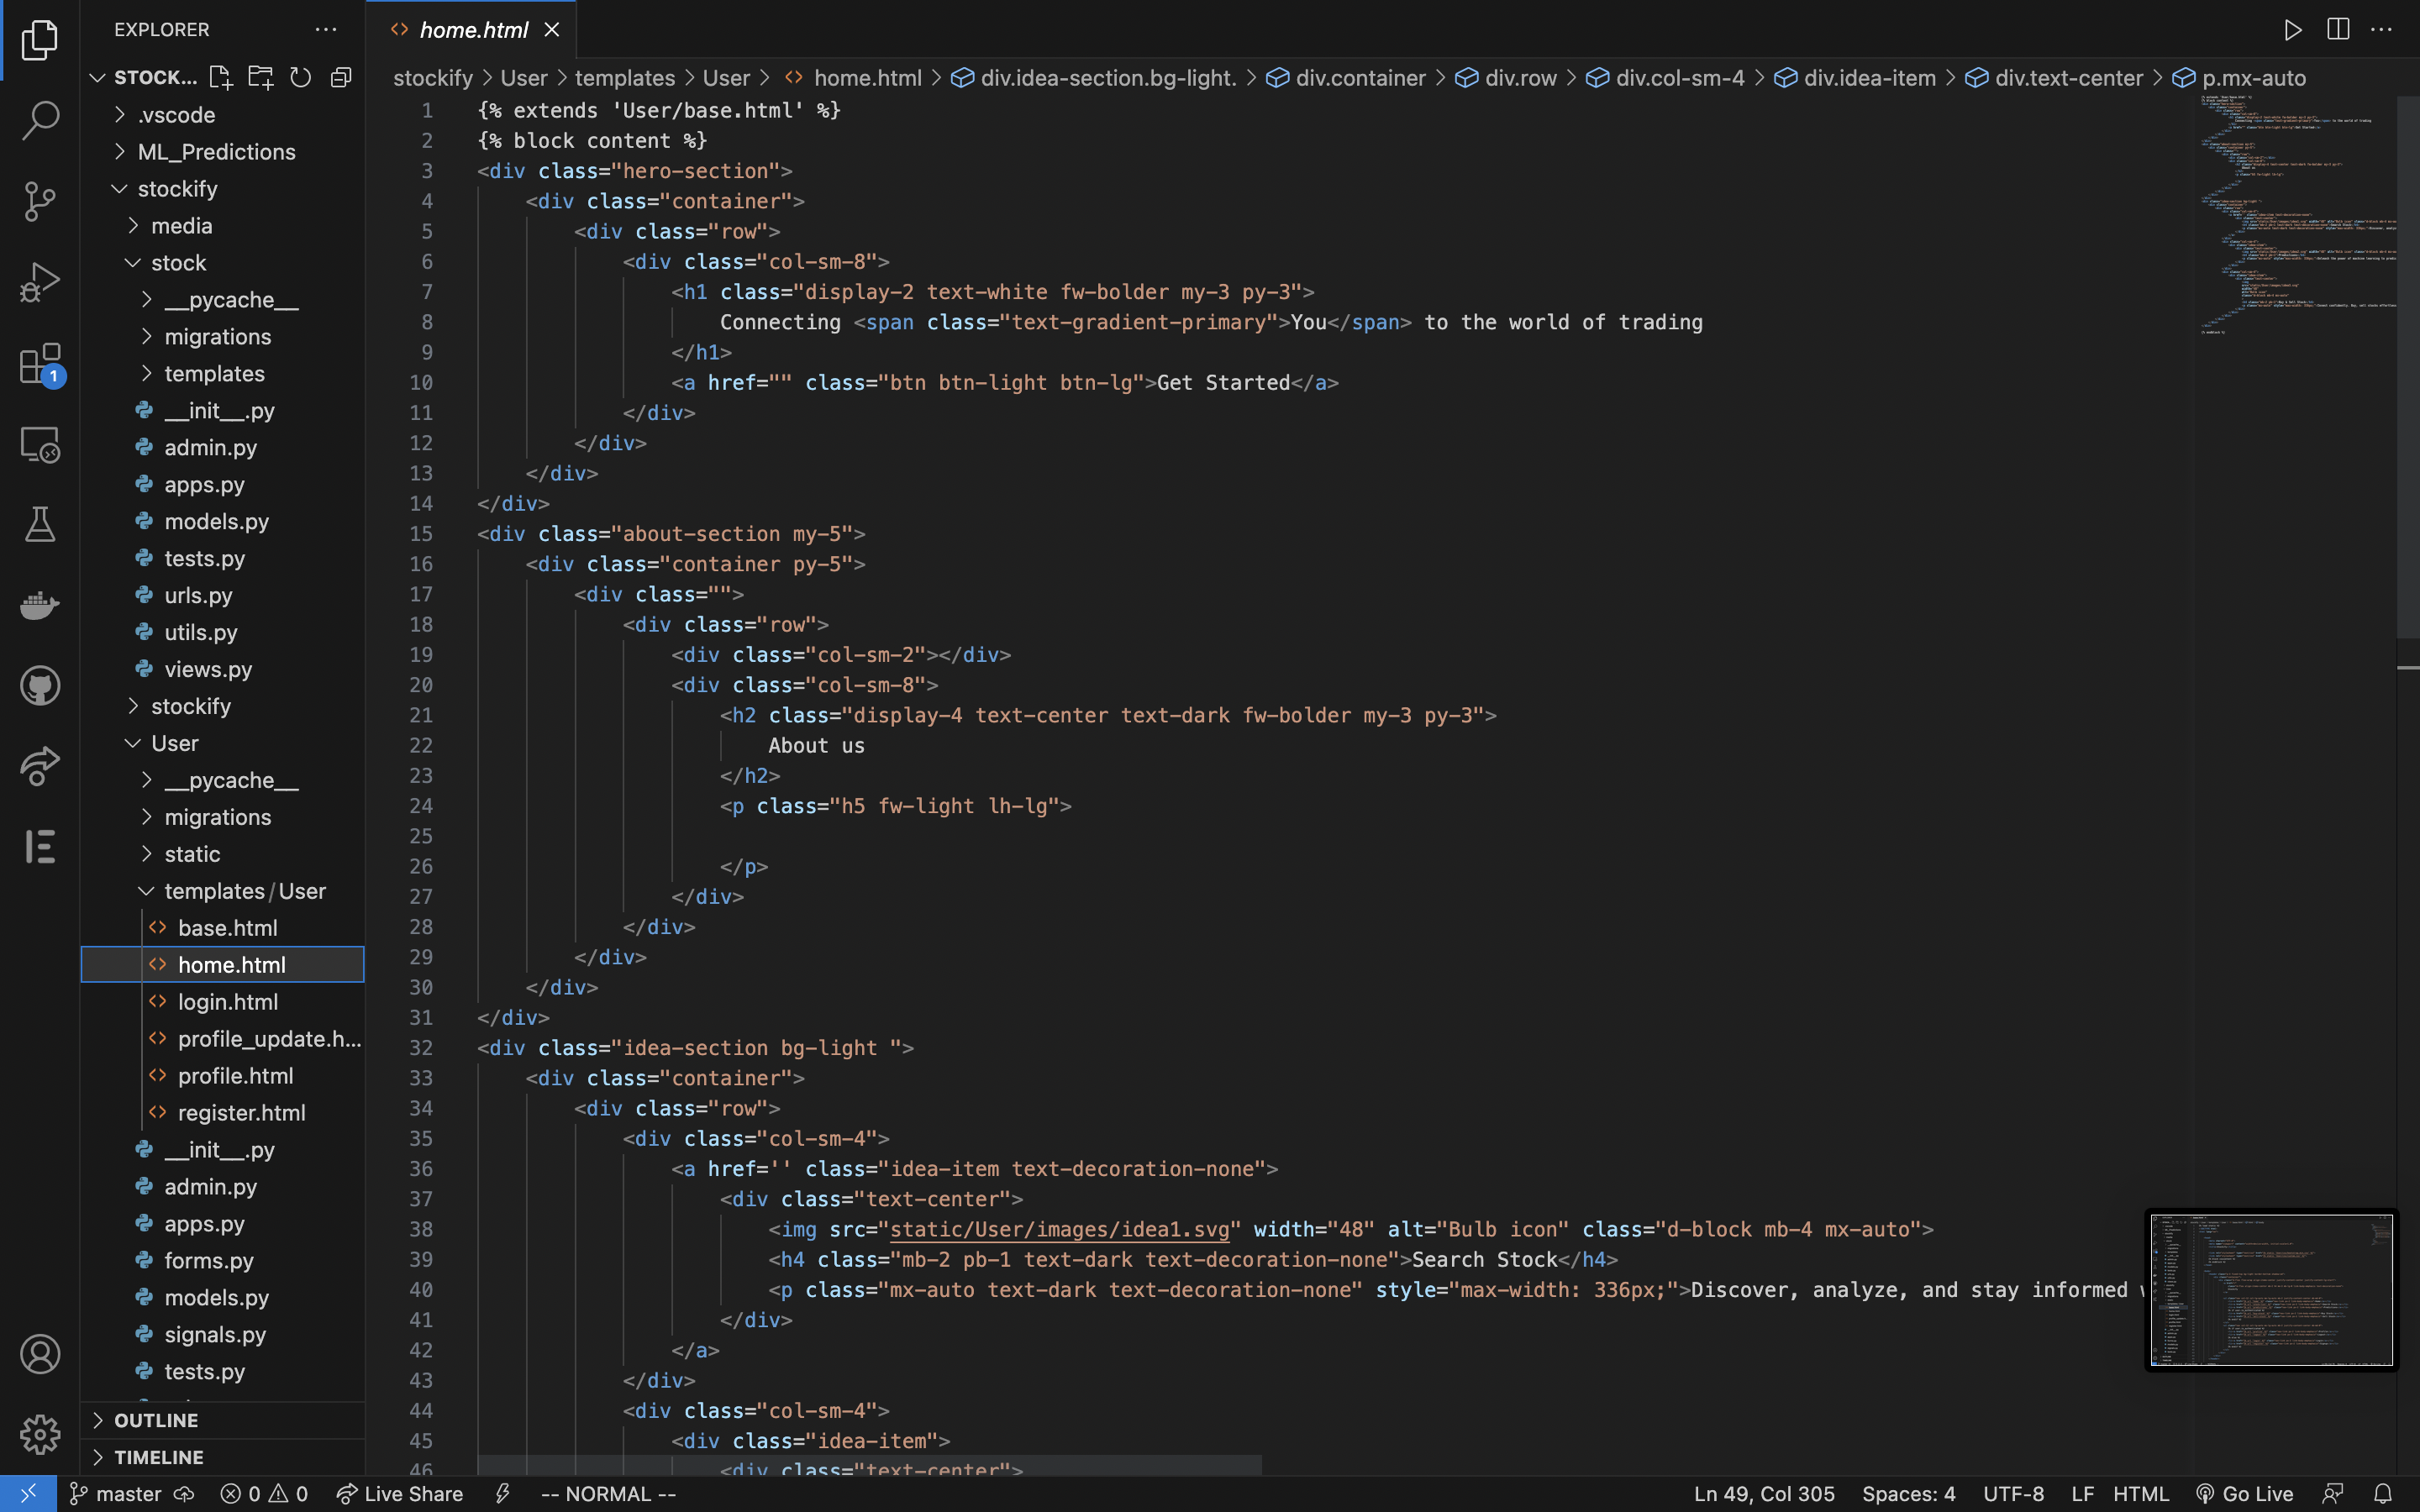 EXPLORER
home.html
STOCK...
stockify > User > templates > User > home.html > div.idea-section.bg-light. > div.container > div.row > div.col-sm-4 > div.idea-item > div.text-center > p.mx-auto
.vscode
ML_Predictions
stockify
media
stock
__pycache__
migrations
templates
__init__.py
admin.py
apps.py
models.py
tests.py
urls.py
utils.py
views.py
stockify
User
__pycache__
migrations
static
templates/User
base.html
home.html
login.html
profile_update.h...
profile.html
register.html
__init__.py
admin.py
apps.py
forms.py
models.py
signals.py
tests.py
OUTLINE
TIMELINE
1
1 {% extends 'User/base.html' %}
2 {% block content %}
3 <div class="hero-section">
4 <div class="container">
5 <div class="row">
6 <div class="col-sm-8">
7 <h1 class="display-2 text-white fw-bolder my-3 py-3">
8 Connecting <span class="text-gradient-primary">You</span> to the world of trading
9 </h1>
10 <a href="" class="btn btn-light btn-lg">Get Started</a>
11 </div>
12 </div>
13 </div>
14 </div>
15 <div class="about-section my-5">
16 <div class="container py-5">
17 <div class="">
18 <div class="row">
19 <div class="col-sm-2"></div>
20 <div class="col-sm-8">
21 <h2 class="display-4 text-center text-dark fw-bolder my-3 py-3">
22 About us
23 </h2>
24 <p class="h5 fw-light lh-lg">
25
26 </p>
27 </div>
28 </div>
29 </div>
30 </div>
31 </div>
32 <div class="idea-section bg-light ">
33 <div class="container">
34 <div class="row">
35 <div class="col-sm-4">
36 <a href='' class="idea-item text-decoration-none">
37 <div class="text-center">
38 <img src="static/User/images/idea1.svg" width="48" alt="Bulb icon" class="d-block mb-4 mx-auto">
39 <h4 class="mb-2 pb-1 text-dark text-decoration-none">Search Stock</h4>
40 <p class="mx-auto text-dark text-decoration-none" style="max-width: 336px;">Discover, analyze, and stay informed
41 </div>
42 </a>
43 </div>
44 <div class="col-sm-4">
45 <div class="idea-item">
46 <div class="text-center">
master 0 0 Live Share -- NORMAL -- Ln 49, Col 305 Spaces: 4 UTF-8 LF HTML Go Live